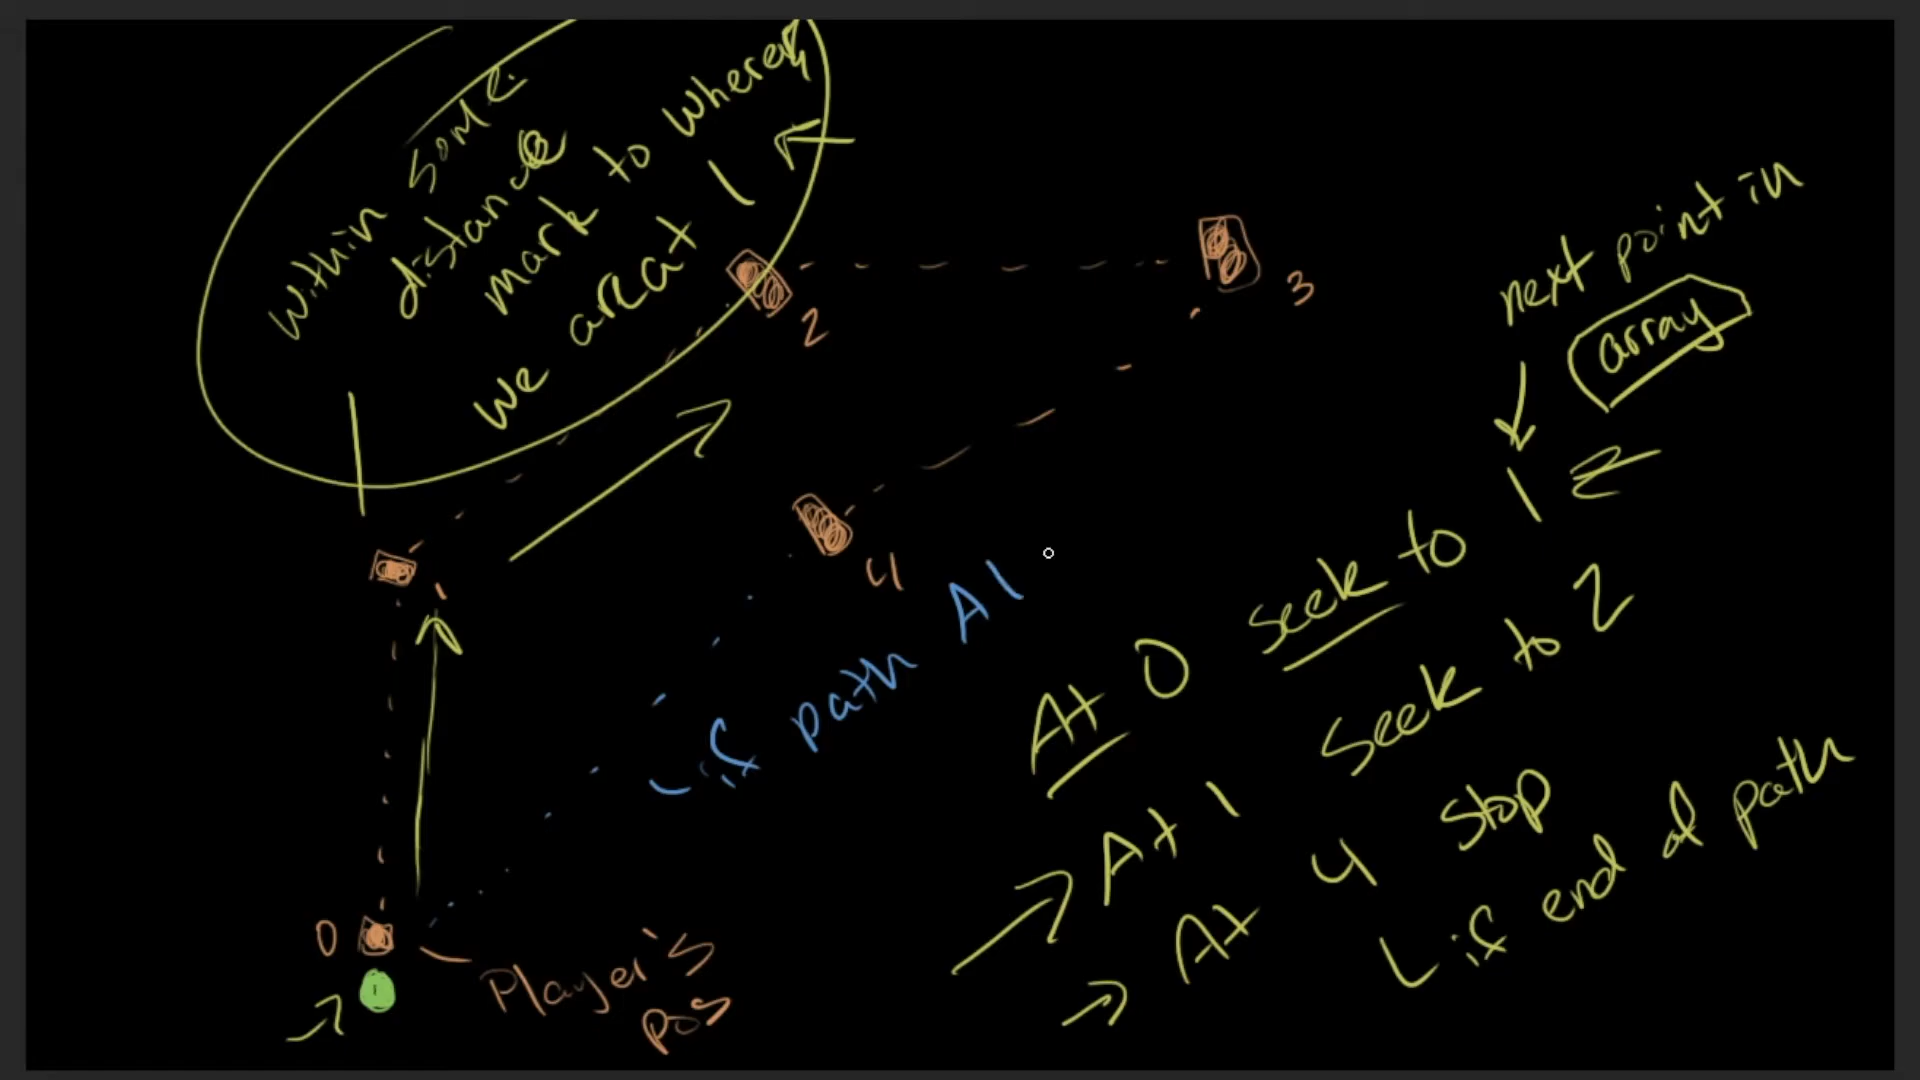 within some
distance
mark to where
we are at 1
2
3
next point in
array
1
4
if path AI
At 0 seek to 1
At 1 seek to 2
At 4 stop
if end of path
0
Player's
pos